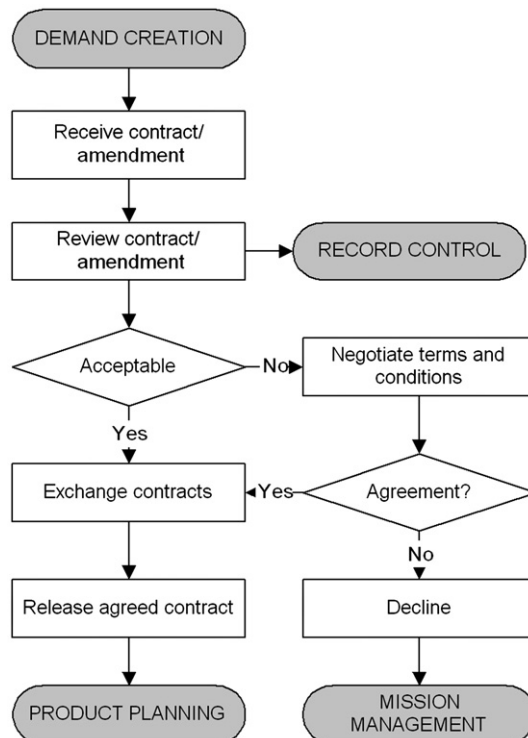 DEMAND CREATION
Receive contract/
amendment
Review contract/
amendment
RECORD CONTROL
Acceptable
No
Negotiate terms and
conditions
Yes
Exchange contracts
Yes
Agreement?
No
Release agreed contract
Decline
PRODUCT PLANNING
MISSION
MANAGEMENT